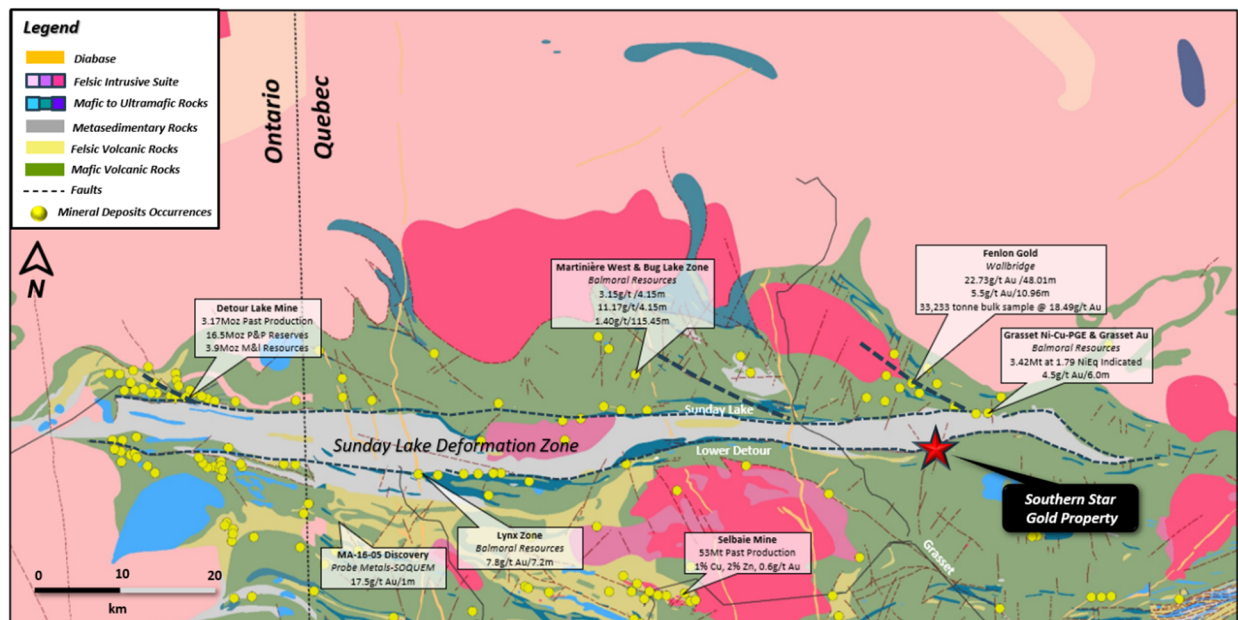 Legend
Diabase
Felsic Intrusive Suite
Mafic to Ultramafic Rocks
Metasedimentary Rocks
Felsic Volcanic Rocks
Mafic Volcanic Rocks
Faults
Mineral Deposits Occurrences
N
Ontario
Quebec
Detour Lake Mine
3.17Moz Past Production
16.5Moz P&P Reserves
3.9Moz M&I Resources
Martinière West & Bug Lake Zone
Balmoral Resources
3.15g/t /4.15m
11.17g/t/4.15m
1.40g/t/115.45m
Fenlon Gold
Wallbridge
22.73g/t Au /48.01m
5.5g/t Au/10.96m
33,233 tonne bulk sample @ 18.49g/t Au
Grasset Ni-Cu-PGE & Grasset Au
Balmoral Resources
3.42Mt at 1.79 NiEq Indicated
4.5g/t Au/6.0m
Sunday Lake
Sunday Lake Deformation Zone
Lower Detour
Southern Star
Gold Property
Lynx Zone
Balmoral Resources
7.8g/t Au/7.2m
MA-16-05 Discovery
Probe Metals-SOQUEM
17.5g/t Au/1m
Selbaie Mine
53Mt Past Production
1% Cu, 2% Zn, 0.6g/t Au
Grasset
0 10 20
km